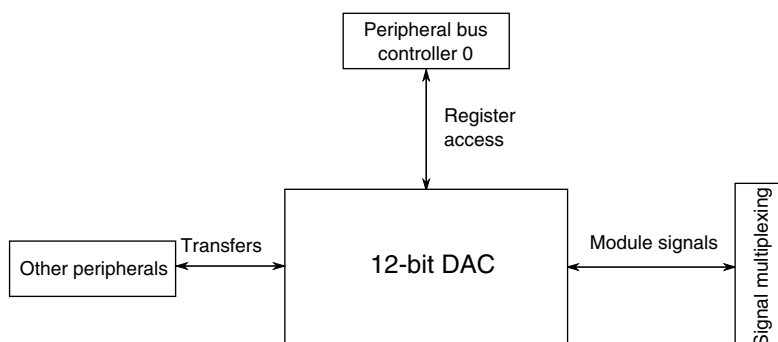 Peripheral bus
controller 0
Register
access
Transfers
Other peripherals
12-bit DAC
Module signals
Signal multiplexing